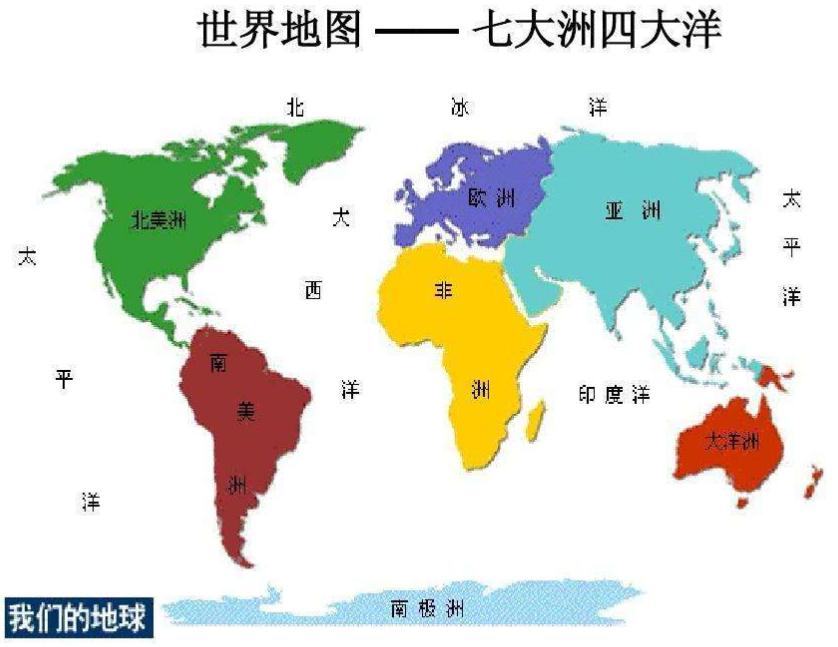 世界地图 —— 七大洲四大洋
北 冰 洋
北美洲
欧 洲
亚 洲
大
西
洋
太
平
洋
太
平
洋
非
洲
南
美
洲
印 度 洋
大洋洲
南 极 洲
我们的地球